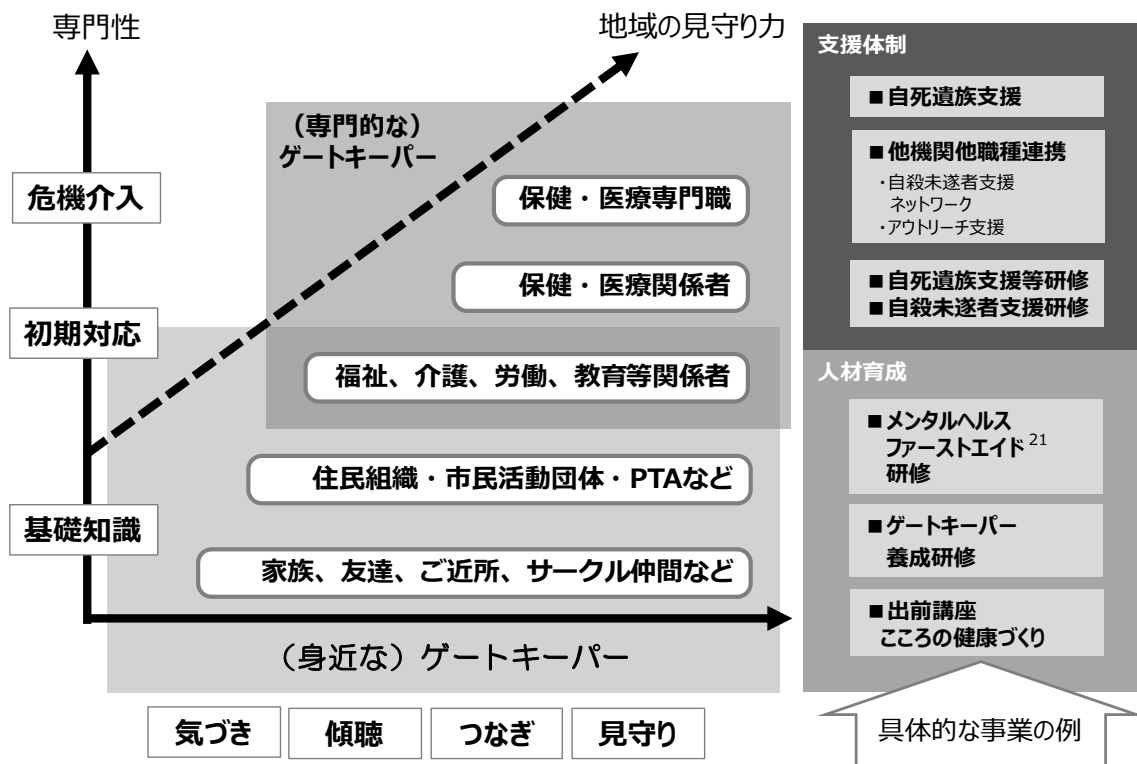 専門性
地域の見守り力
(専門的な)
ゲートキーパー
危機介入
保健・医療専門職
保健・医療関係者
初期対応
福祉、介護、労働、教育等関係者
住民組織・市民活動団体・PTAなど
基礎知識
家族、友達、ご近所、サークル仲間など
(身近な)ゲートキーパー
気づき
傾聴
つなぎ
見守り
支援体制
■自死遺族支援
■他機関他職種連携
・自殺未遂者支援
ネットワーク
・アウトリーチ支援
■自死遺族支援等研修
■自殺未遂者支援研修
人材育成
■メンタルヘルス
ファーストエイド21
研修
■ゲートキーパー
養成研修
■出前講座
こころの健康づくり
具体的な事業の例